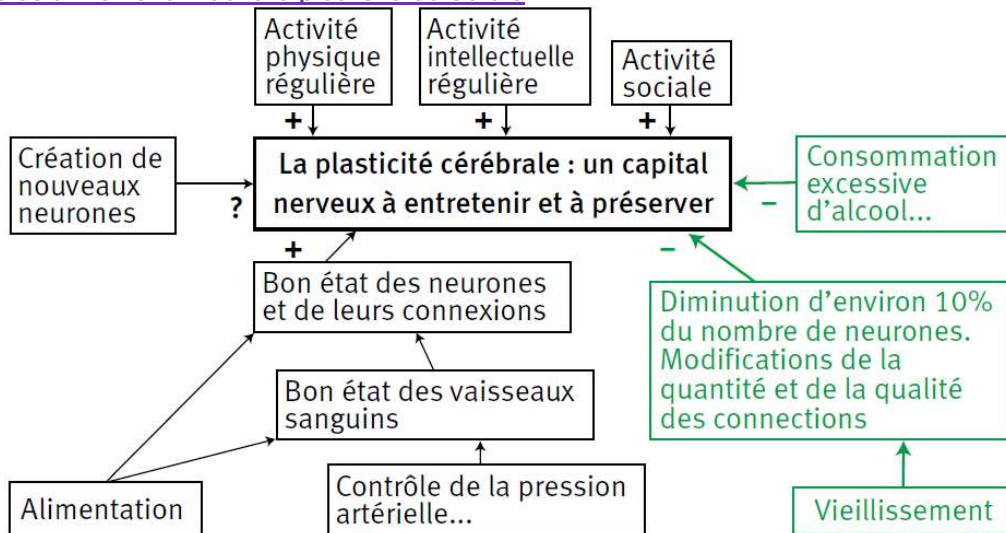 Activité
physique
régulière
Activité
intellectuelle
régulière
Activité
sociale
+
+
+
Création de
nouveaux
neurones
?
La plasticité cérébrale : un capital
nerveux à entretenir et à préserver
Consommation
excessive
d'alcool...
–
+
–
Bon état des neurones
et de leurs connexions
Diminution d'environ 10%
du nombre de neurones.
Modifications de la
quantité et de la qualité
des connections
Bon état des vaisseaux
sanguins
Alimentation
Contrôle de la pression
artérielle...
Vieillissement